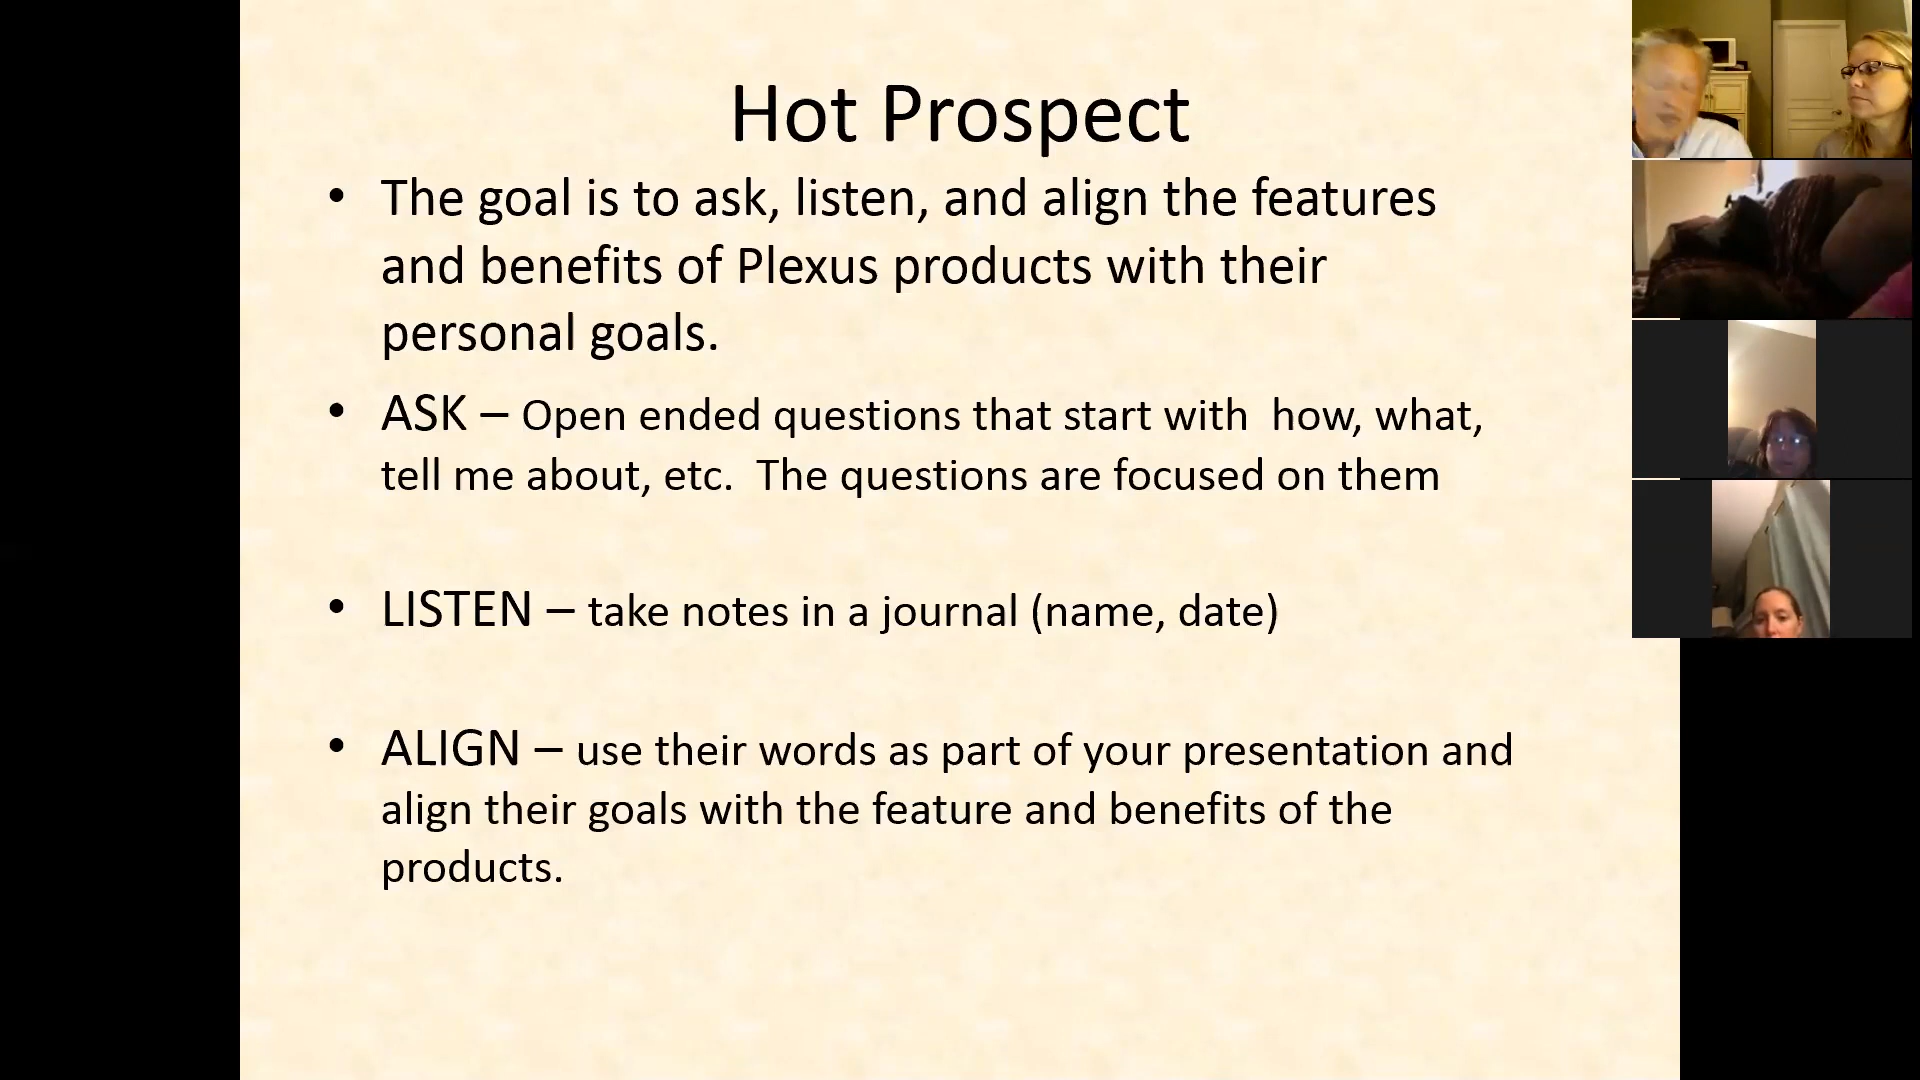 Hot Prospect
• The goal is to ask, listen, and align the features
and benefits of Plexus products with their
personal goals.
• ASK – Open ended questions that start with  how, what,
tell me about, etc.  The questions are focused on them
• LISTEN – take notes in a journal (name, date)
• ALIGN – use their words as part of your presentation and
align their goals with the feature and benefits of the
products.